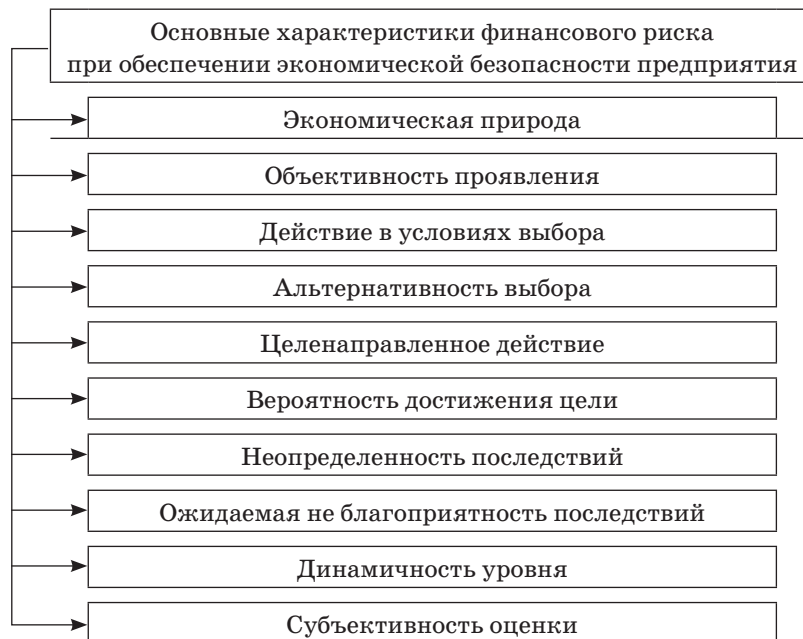 Основные характеристики финансового риска
при обеспечении экономической безопасности предприятия
Экономическая природа
Объективность проявления
Действие в условиях выбора
Альтернативность выбора
Целенаправленное действие
Вероятность достижения цели
Неопределенность последствий
Ожидаемая не благоприятность последствий
Динамичность уровня
Субъективность оценки